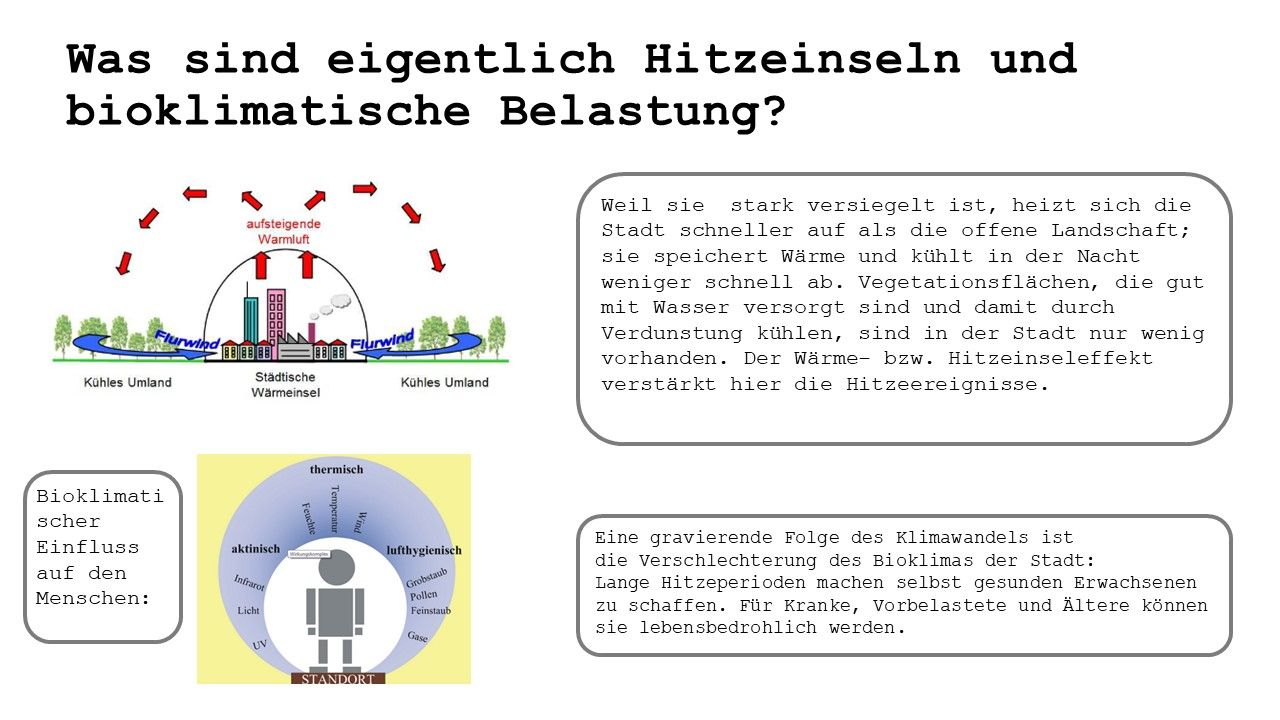 Was sind eigentlich Hitzeinseln und
bioklimatische Belastung?
aufsteigende
Warmluft
Flurwind
Flurwind
Kühles Umland
Städtische
Wärmeinsel
Kühles Umland
Weil sie  stark versiegelt ist, heizt sich die
Stadt schneller auf als die offene Landschaft;
sie speichert Wärme und kühlt in der Nacht
weniger schnell ab. Vegetationsflächen, die gut
mit Wasser versorgt sind und damit durch
Verdunstung kühlen, sind in der Stadt nur wenig
vorhanden. Der Wärme- bzw. Hitzeinseleffekt
verstärkt hier die Hitzeereignisse.
Bioklimati
scher
Einfluss
auf den
Menschen:
thermisch
Feuchte
Temperatur
Wind
aktinisch
Wirkungskomplex
lufthygienisch
Infrarot
Licht
UV
Grobstaub
Pollen
Feinstaub
Gase
STANDORT
Eine gravierende Folge des Klimawandels ist
die Verschlechterung des Bioklimas der Stadt:
Lange Hitzeperioden machen selbst gesunden Erwachsenen
zu schaffen. Für Kranke, Vorbelastete und Ältere können
sie lebensbedrohlich werden.